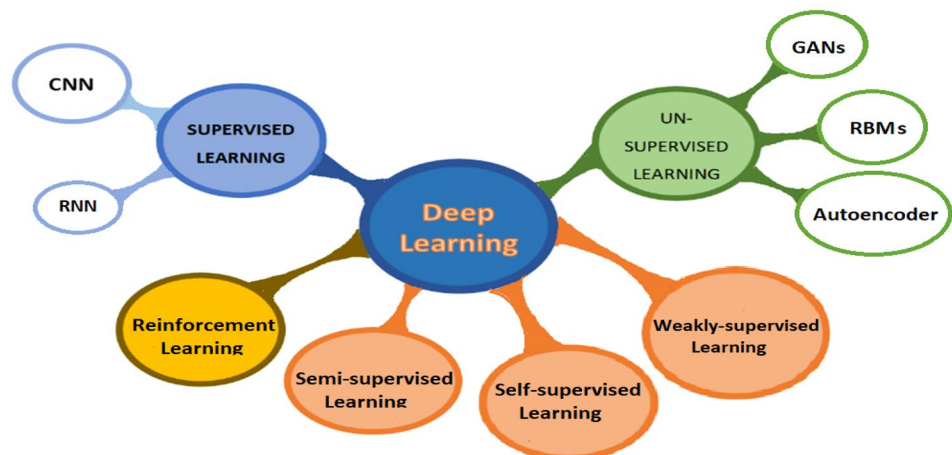 CNN
SUPERVISED
LEARNING
RNN
Deep
Learning
UN-
SUPERVISED
LEARNING
GANs
RBMs
Autoencoder
Reinforcement
Learning
Semi-supervised
Learning
Self-supervised
Learning
Weakly-supervised
Learning